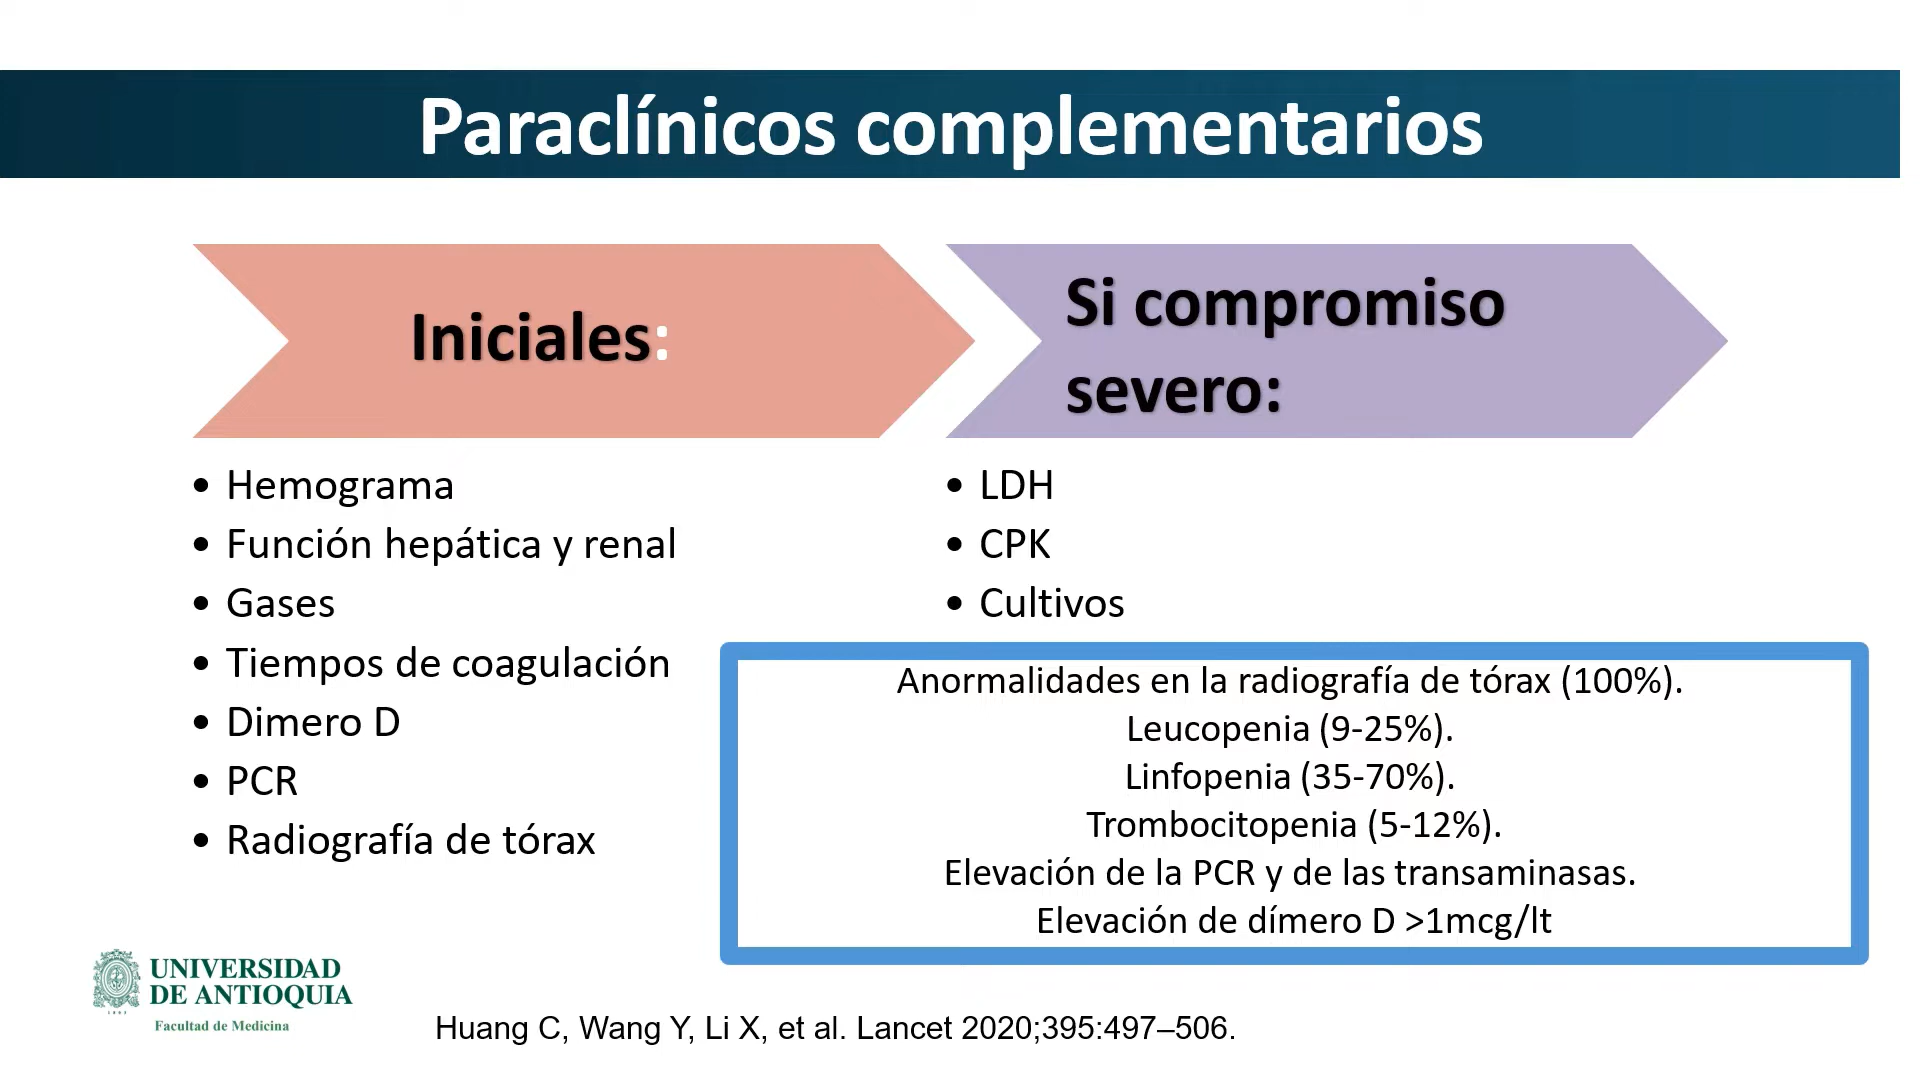 Paraclínicos complementarios
Iniciales:
• Hemograma
• Función hepática y renal
• Gases
• Tiempos de coagulación
• Dimero D
• PCR
• Radiografía de tórax
Si compromiso
severo:
• LDH
• CPK
• Cultivos
Anormalidades en la radiografía de tórax (100%).
Leucopenia (9-25%).
Linfopenia (35-70%).
Trombocitopenia (5-12%).
Elevación de la PCR y de las transaminasas.
Elevación de dímero D >1mcg/lt
UNIVERSIDAD
DE ANTIOQUIA
Facultad de Medicina
Huang C, Wang Y, Li X, et al. Lancet 2020;395:497–506.